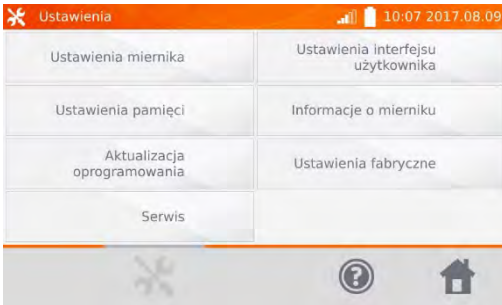 Ustawienia
10:07 2017.08.09
Ustawienia miernika
Ustawienia interfejsu
użytkownika
Ustawienia pamięci
Informacje o mierniku
Aktualizacja
oprogramowania
Ustawienia fabryczne
Serwis
?